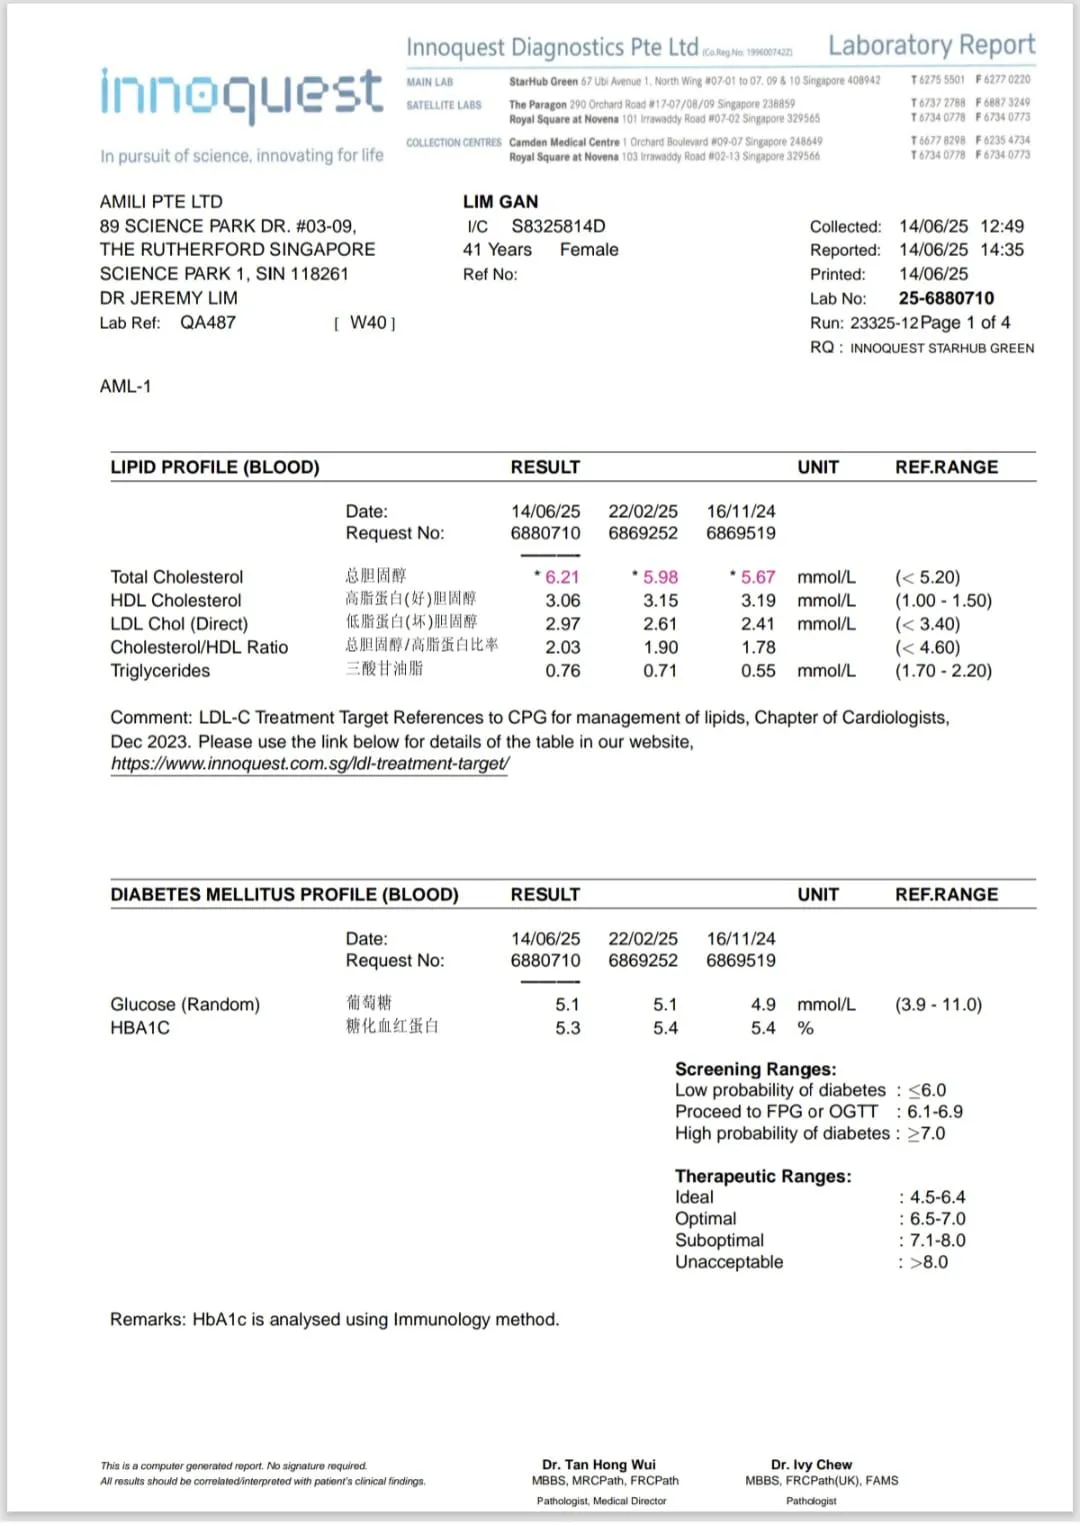 Innoquest Diagnostics Pte Ltd (Co.Reg.No: 199600742Z) Laboratory Report
innoquest
In pursuit of science, innovating for life
MAIN LAB StarHub Green 67 Ubi Avenue 1, North Wing #07-01 to 07, 09 & 10 Singapore 408942 T 6275 5501 F 6277 0220
SATELLITE LABS The Paragon 290 Orchard Road #17-07/08/09 Singapore 238859 T 6737 2788 F 6887 3249
Royal Square at Novena 101 Irrawaddy Road #07-02 Singapore 329565 T 6734 0778 F 6734 0773
COLLECTION CENTRES Camden Medical Centre 1 Orchard Boulevard #09-07 Singapore 248649 T 6677 8298 F 6235 4734
Royal Square at Novena 103 Irrawaddy Road #02-13 Singapore 329566 T 6734 0778 F 6734 0773
AMILI PTE LTD LIM GAN
89 SCIENCE PARK DR. #03-09, I/C S8325814D Collected: 14/06/25 12:49
THE RUTHERFORD SINGAPORE 41 Years Female Reported: 14/06/25 14:35
SCIENCE PARK 1, SIN 118261 Ref No: Printed: 14/06/25
DR JEREMY LIM Lab No: 25-6880710
Lab Ref: QA487 [ W40 ] Run: 23325-12Page 1 of 4
RQ : INNOQUEST STARHUB GREEN
AML-1
LIPID PROFILE (BLOOD) RESULT UNIT REF.RANGE
Date: 14/06/25 22/02/25 16/11/24
Request No: 6880710 6869252 6869519
Total Cholesterol 总胆固醇 * 6.21 * 5.98 * 5.67 mmol/L (< 5.20)
HDL Cholesterol 高脂蛋白(好)胆固醇 3.06 3.15 3.19 mmol/L (1.00 - 1.50)
LDL Chol (Direct) 低脂蛋白(坏)胆固醇 2.97 2.61 2.41 mmol/L (< 3.40)
Cholesterol/HDL Ratio 总胆固醇/高脂蛋白比率 2.03 1.90 1.78 (< 4.60)
Triglycerides 三酸甘油脂 0.76 0.71 0.55 mmol/L (1.70 - 2.20)
Comment: LDL-C Treatment Target References to CPG for management of lipids, Chapter of Cardiologists,
Dec 2023. Please use the link below for details of the table in our website,
https://www.innoquest.com.sg/ldl-treatment-target/
DIABETES MELLITUS PROFILE (BLOOD) RESULT UNIT REF.RANGE
Date: 14/06/25 22/02/25 16/11/24
Request No: 6880710 6869252 6869519
Glucose (Random) 葡萄糖 5.1 5.1 4.9 mmol/L (3.9 - 11.0)
HBA1C 糖化血红蛋白 5.3 5.4 5.4 %
Screening Ranges:
Low probability of diabetes : ≤6.0
Proceed to FPG or OGTT : 6.1-6.9
High probability of diabetes : ≥7.0
Therapeutic Ranges:
Ideal : 4.5-6.4
Optimal : 6.5-7.0
Suboptimal : 7.1-8.0
Unacceptable : >8.0
Remarks: HbA1c is analysed using Immunology method.
This is a computer generated report. No signature required.
All results should be correlated/interpreted with patient's clinical findings.
Dr. Tan Hong Wui Dr. Ivy Chew
MBBS, MRCPath, FRCPath MBBS, FRCPath(UK), FAMS
Pathologist, Medical Director Pathologist